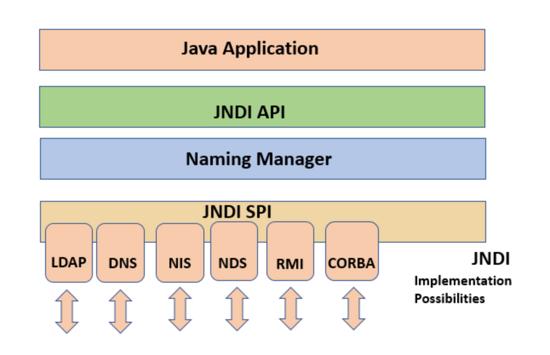 Java Application
JNDI API
Naming Manager
JNDI SPI
LDAP DNS NIS NDS RMI CORBA
JNDI
Implementation
Possibilities